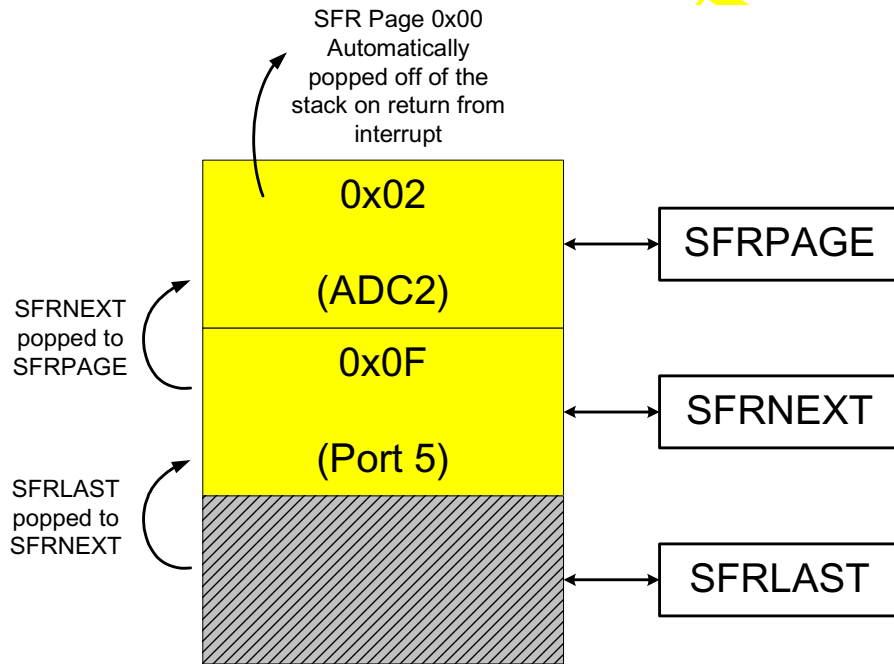 SFR Page 0x00
Automatically
popped off of the
stack on return from
interrupt
0x02
(ADC2)
SFRPAGE
SFRNEXT
popped to
SFRPAGE
0x0F
(Port 5)
SFRNEXT
SFRLAST
popped to
SFRNEXT
SFRLAST